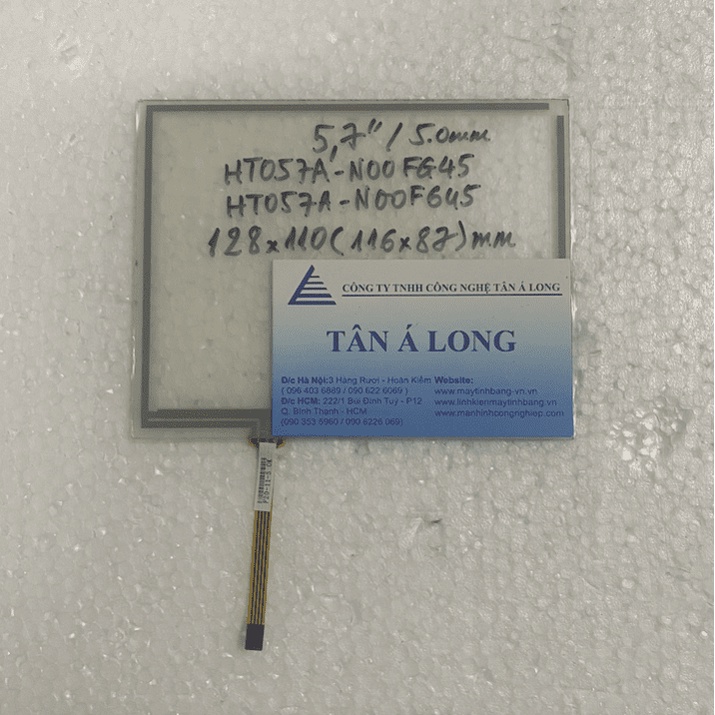 5,7"/5.0mm
HT057A-N00FG45
HT057A-N00F645
128x110(116x87)mm
CÔNG TY TNHH CÔNG NGHỆ TÂN Á LONG
TÂN Á LONG
Đ/c Hà Nội:3 Hàng Rươi - Hoàn Kiếm
( 096 403 6889 / 090 622 6069 )
Đ/c HCM: 222/1 Bùi Đình Tuý - P12
Q. Bình Thạnh - HCM
(090 353 5960 / 090 6226 069)
Website:
www.maytinhbang-vn.vn
www.linhkienmaytinhbang.vn
www.manhinhcongnghiep.com